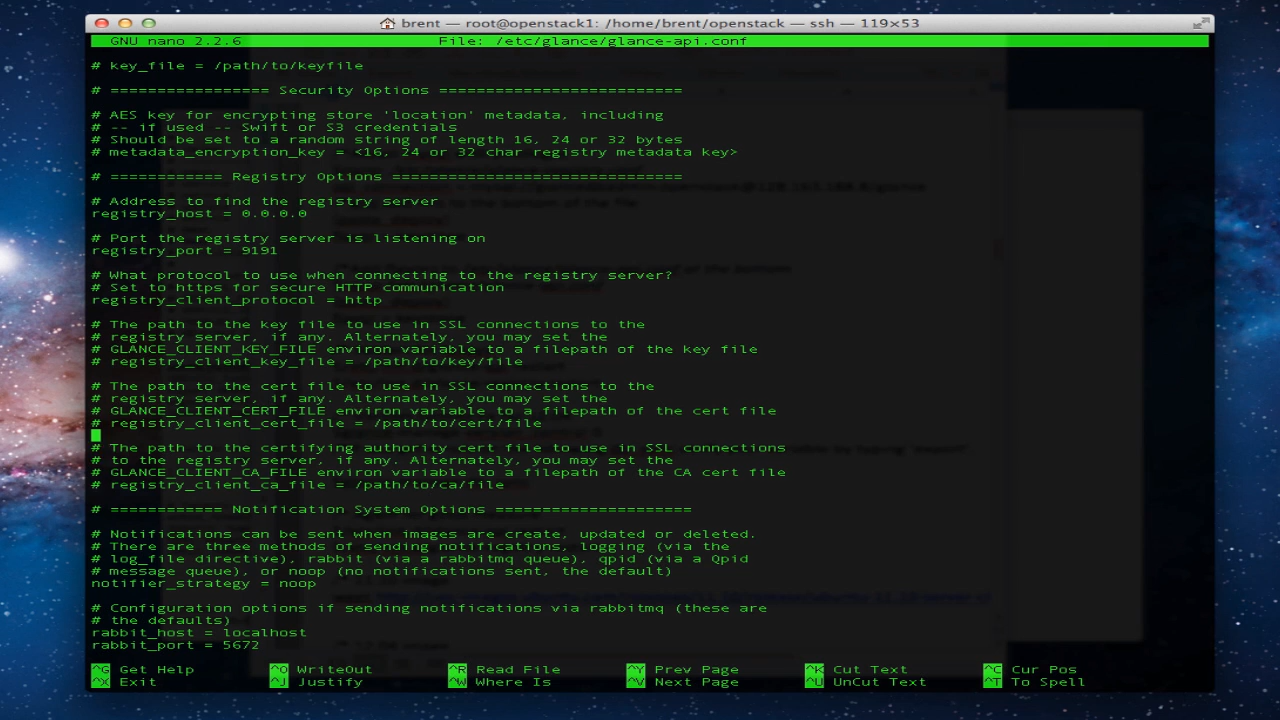 brent — root@openstack1: /home/brent/openstack — ssh — 119×53
GNU nano 2.2.6 File: /etc/glance/glance-api.conf
# key_file = /path/to/keyfile
# ================= Security Options ==========================
# AES key for encrypting store 'location' metadata, including
# -- if used -- Swift or S3 credentials
# Should be set to a random string of length 16, 24 or 32 bytes
# metadata_encryption_key = <16, 24 or 32 char registry metadata key>
# ============ Registry Options ===============================
# Address to find the registry server
registry_host = 0.0.0.0
# Port the registry server is listening on
registry_port = 9191
# What protocol to use when connecting to the registry server?
# Set to https for secure HTTP communication
registry_client_protocol = http
# The path to the key file to use in SSL connections to the
# registry server, if any. Alternately, you may set the
# GLANCE_CLIENT_KEY_FILE environ variable to a filepath of the key file
# registry_client_key_file = /path/to/key/file
# The path to the cert file to use in SSL connections to the
# registry server, if any. Alternately, you may set the
# GLANCE_CLIENT_CERT_FILE environ variable to a filepath of the cert file
# registry_client_cert_file = /path/to/cert/file
# The path to the certifying authority cert file to use in SSL connections
# to the registry server, if any. Alternately, you may set the
# GLANCE_CLIENT_CA_FILE environ variable to a filepath of the CA cert file
# registry_client_ca_file = /path/to/ca/file
# ============ Notification System Options =====================
# Notifications can be sent when images are create, updated or deleted.
# There are three methods of sending notifications, logging (via the
# log_file directive), rabbit (via a rabbitmq queue), qpid (via a Qpid
# message queue), or noop (no notifications sent, the default)
notifier_strategy = noop
# Configuration options if sending notifications via rabbitmq (these are
# the defaults)
rabbit_host = localhost
rabbit_port = 5672
^G Get Help ^O WriteOut ^R Read File ^Y Prev Page ^K Cut Text ^C Cur Pos
^X Exit ^J Justify ^W Where Is ^V Next Page ^U UnCut Text ^T To Spell